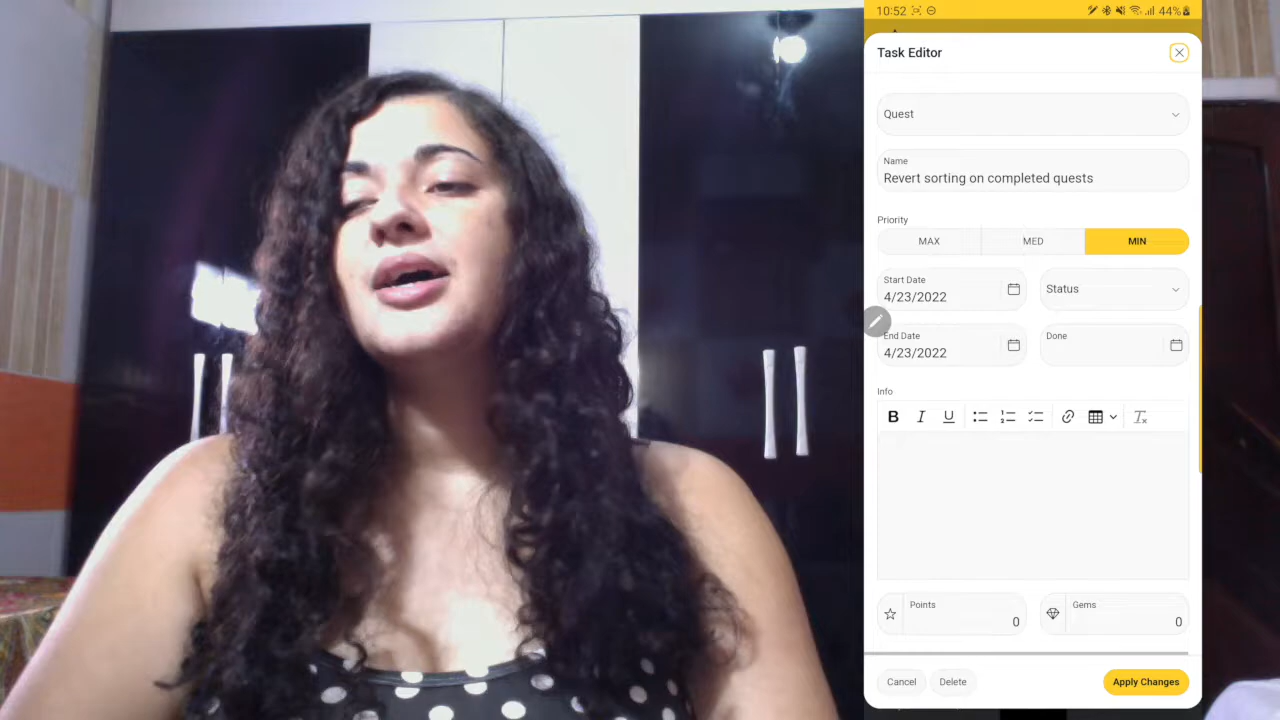 10:52
44%
Task Editor
Quest
Name
Revert sorting on completed quests
Priority
MAX MED MIN
Start Date
4/23/2022
Status
End Date
4/23/2022
Done
Info
B I U
Points
0
Gems
0
Cancel Delete Apply Changes